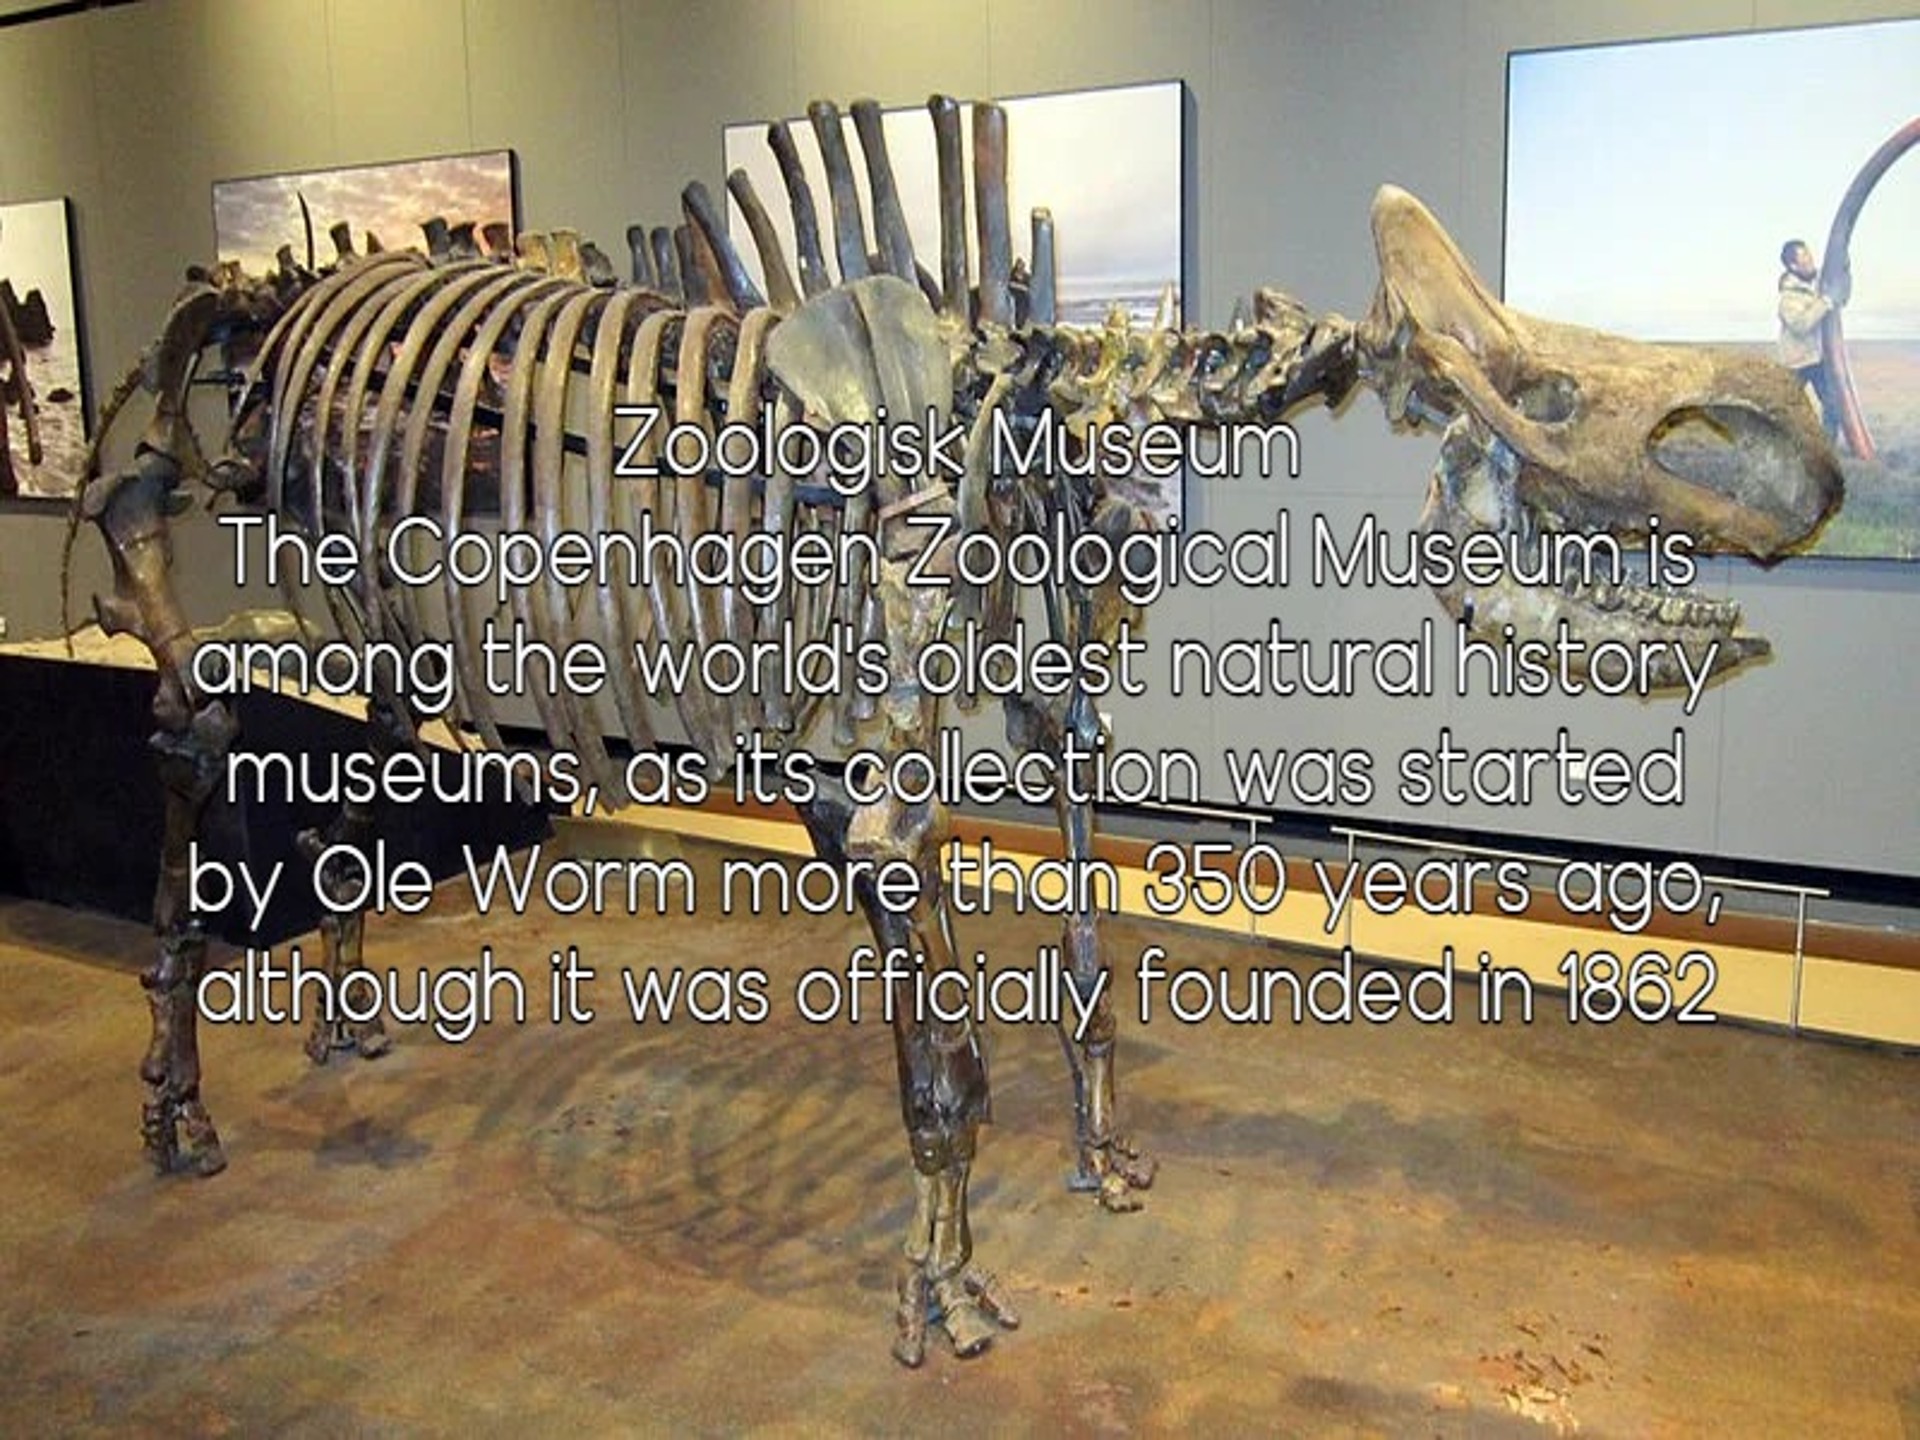 Zoologisk Museum
The Copenhagen Zoological Museum is
among the world's oldest natural history
museums, as its collection was started
by Ole Worm more than 350 years ago,
although it was officially founded in 1862